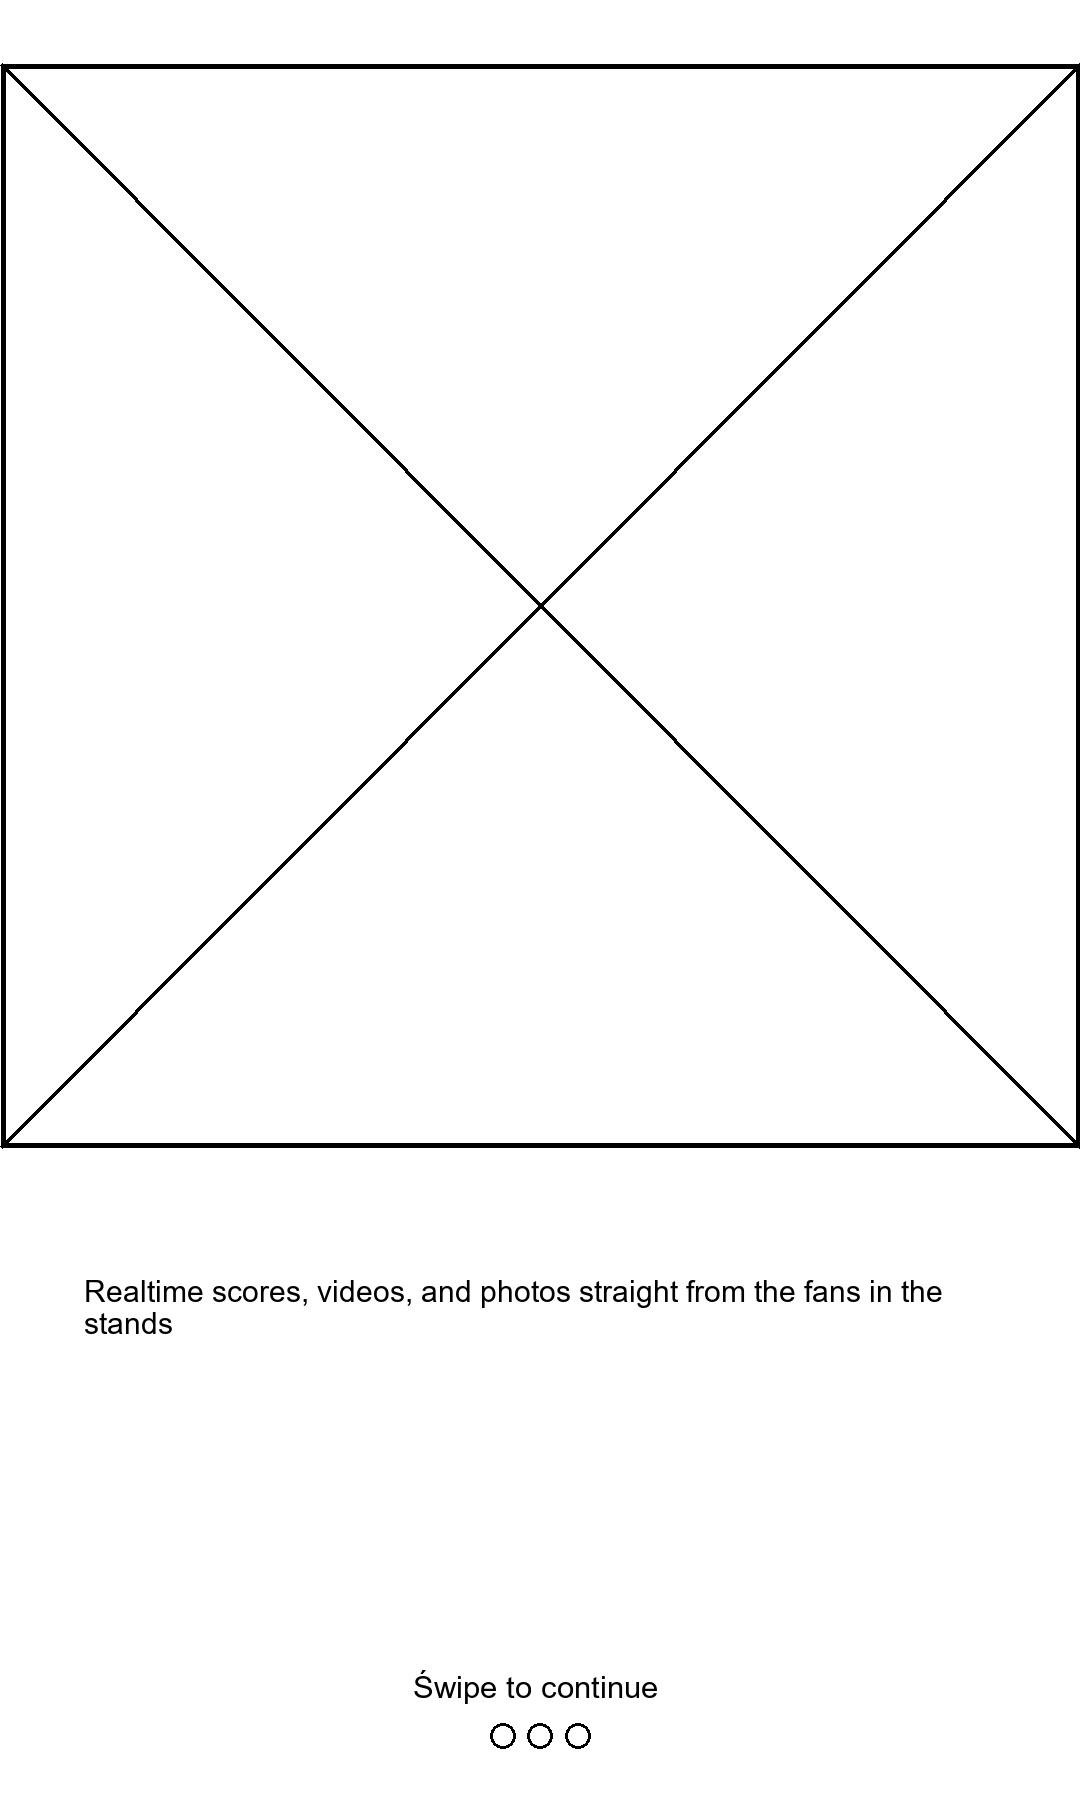 Realtime scores, videos, and photos straight from the fans in the
stands
Świpe to continue